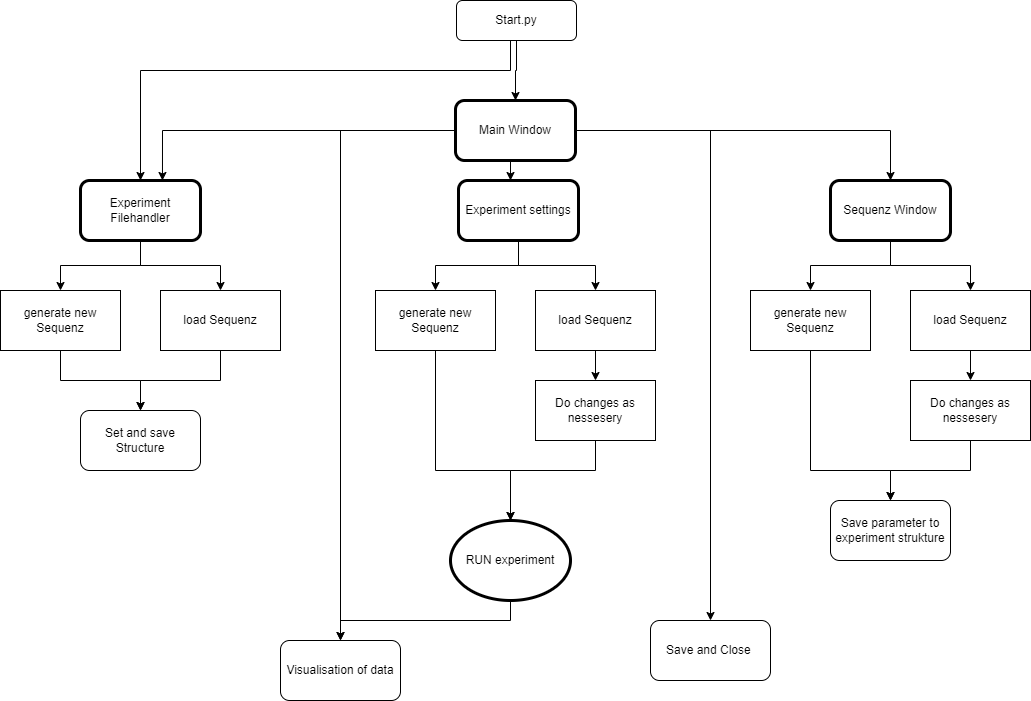 Start.py
Main Window
Experiment
Filehandler
Experiment settings
Sequenz Window
generate new
Sequenz
load Sequenz
generate new
Sequenz
load Sequenz
generate new
Sequenz
load Sequenz
Do changes as
nessesery
Do changes as
nessesery
Set and save
Structure
Save parameter to
experiment strukture
RUN experiment
Visualisation of data
Save and Close